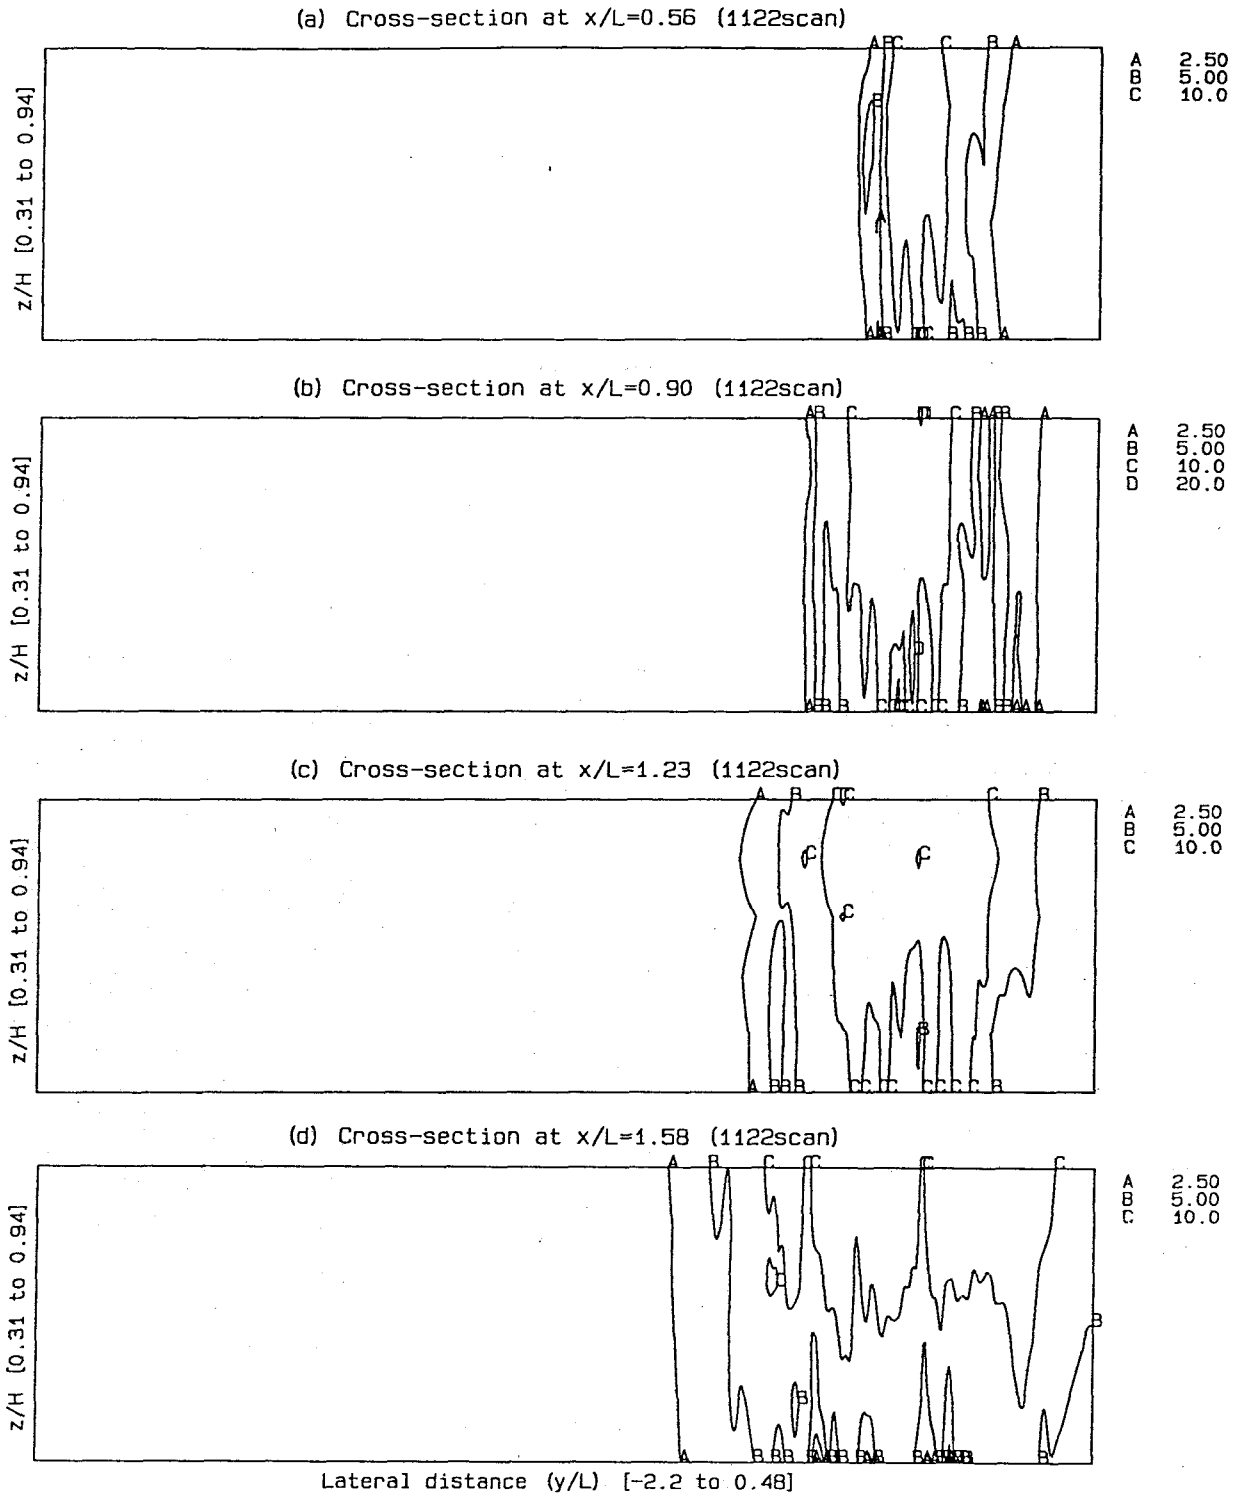 (a) Cross-section at x/L=0.56 (1122scan)
A B C C B A
A 2.50
B 5.00
C 10.0
z/H [0.31 to 0.94]
B
A
(b) Cross-section at x/L=0.90 (1122scan)
A 2.50
B 5.00
C 10.0
D 20.0
z/H [0.31 to 0.94]
(c) Cross-section at x/L=1.23 (1122scan)
A 2.50
B 5.00
C 10.0
z/H [0.31 to 0.94]
C C
C
B
(d) Cross-section at x/L=1.58 (1122scan)
A 2.50
B 5.00
C 10.0
z/H [0.31 to 0.94]
B
B
Lateral distance (y/L) [-2.2 to 0.48]